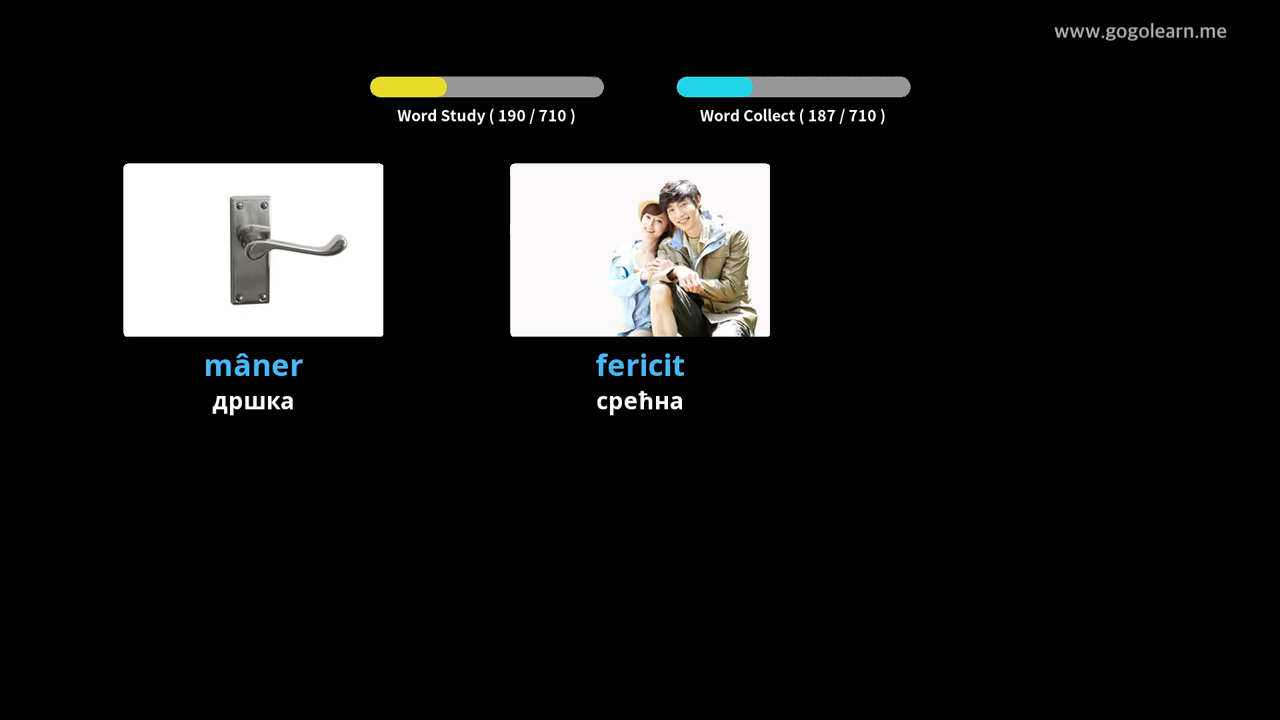 www.gogolearn.me
Word Study ( 190 / 710 )
Word Collect ( 187 / 710 )
mâner
fericit
дршка
срећна